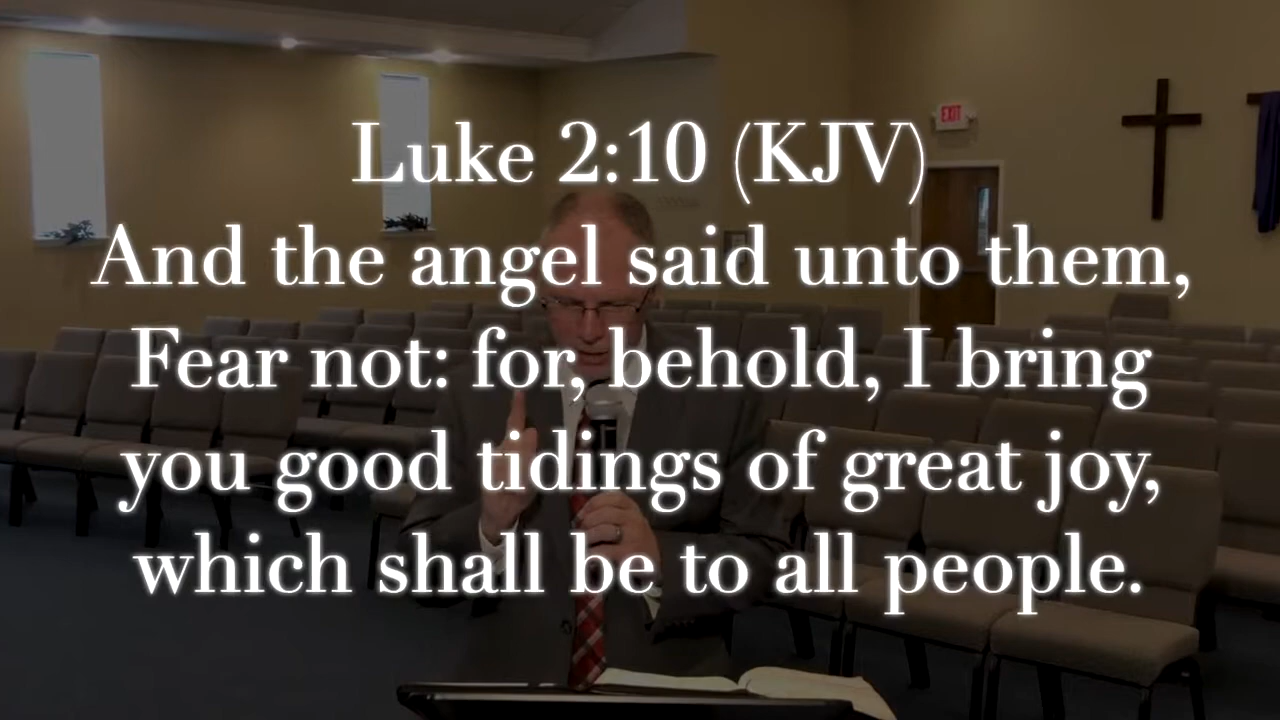 Luke 2:10 (KJV)
And the angel said unto them,
Fear not: for, behold, I bring
you good tidings of great joy,
which shall be to all people.
EXIT